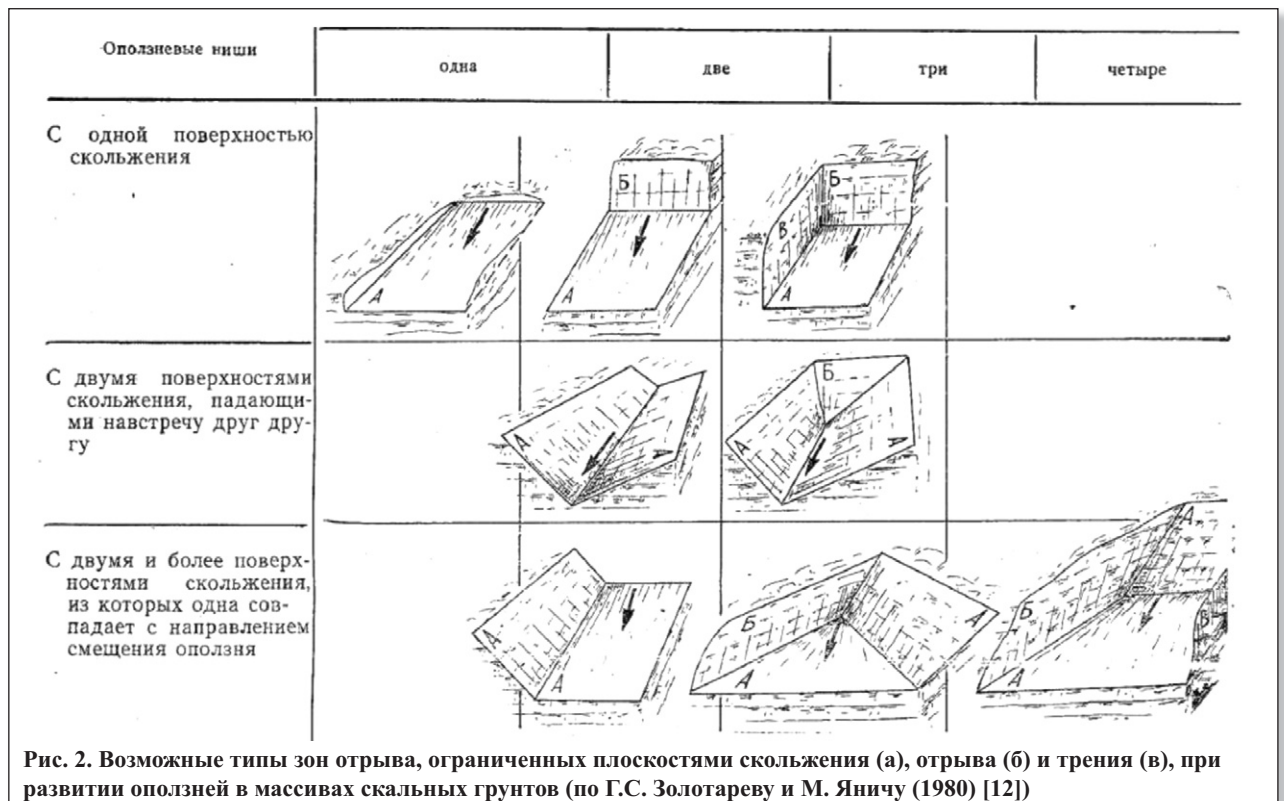 Оползневые ниши
одна
две
три
четыре
С одной поверхностью
скольжения
А
Б
А
Б
В
А
С двумя поверхностями
скольжения, падающи-
ми навстречу друг дру-
гу
А
А
Б
А
А
С двумя и более поверх-
ностями скольжения,
из которых одна сов-
падает с направлением
смещения оползня
А
А
Б
А
А
А
Б
В
А
Рис. 2. Возможные типы зон отрыва, ограниченных плоскостями скольжения (а), отрыва (б) и трения (в), при
развитии оползней в массивах скальных грунтов (по Г.С. Золотареву и М. Яничу (1980) [12])